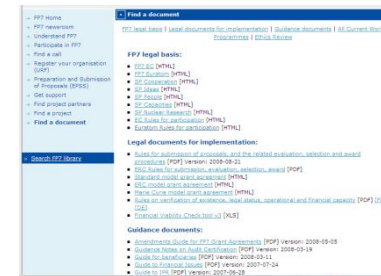 FP7 Home
FP7 newsroom
Understand FP7
Participate in FP7
Find a call
Register your organisation
(URF)
Preparation and Submission
of Proposals (EPSS)
Get support
Find project partners
Find a project
Find a document
Search FP7 library
Find a document
FP7 legal basis | Legal documents for implementation | Guidance documents | All Current Work
Programmes | Ethics Review
FP7 legal basis:
FP7 EC [HTML]
FP7 Euratom [HTML]
SP Cooperation [HTML]
SP Ideas [HTML]
SP People [HTML]
SP Capacities [HTML]
SP Nuclear Research [HTML]
EC Rules for participation [HTML]
Euratom Rules for participation [HTML]
Legal documents for implementation:
Rules for submission of proposals, and the related evaluation, selection and award
procedures [PDF] Version: 2008-08-21
ERC Rules for submission, evaluation, selection, award [PDF]
Standard model grant agreement [HTML]
ERC model grant agreement [HTML]
Marie Curie model grant agreement [HTML]
Rules on verification of existence, legal status, operational and financial capacity [PDF]
[DE]
Financial Viability Check tool v3 [XLS]
Guidance documents:
Amendments Guide for FP7 Grant Agreements [PDF] Version: 2008-05-05
Guidance Notes on Audit Certification [PDF] Version: 2008-03-19
Guide for beneficiaries [PDF] Version: 2008-03-11
Guide to Financial Issues [PDF] Version: 2007-07-24
Guide to IPR [PDF] Version: 2007-06-28